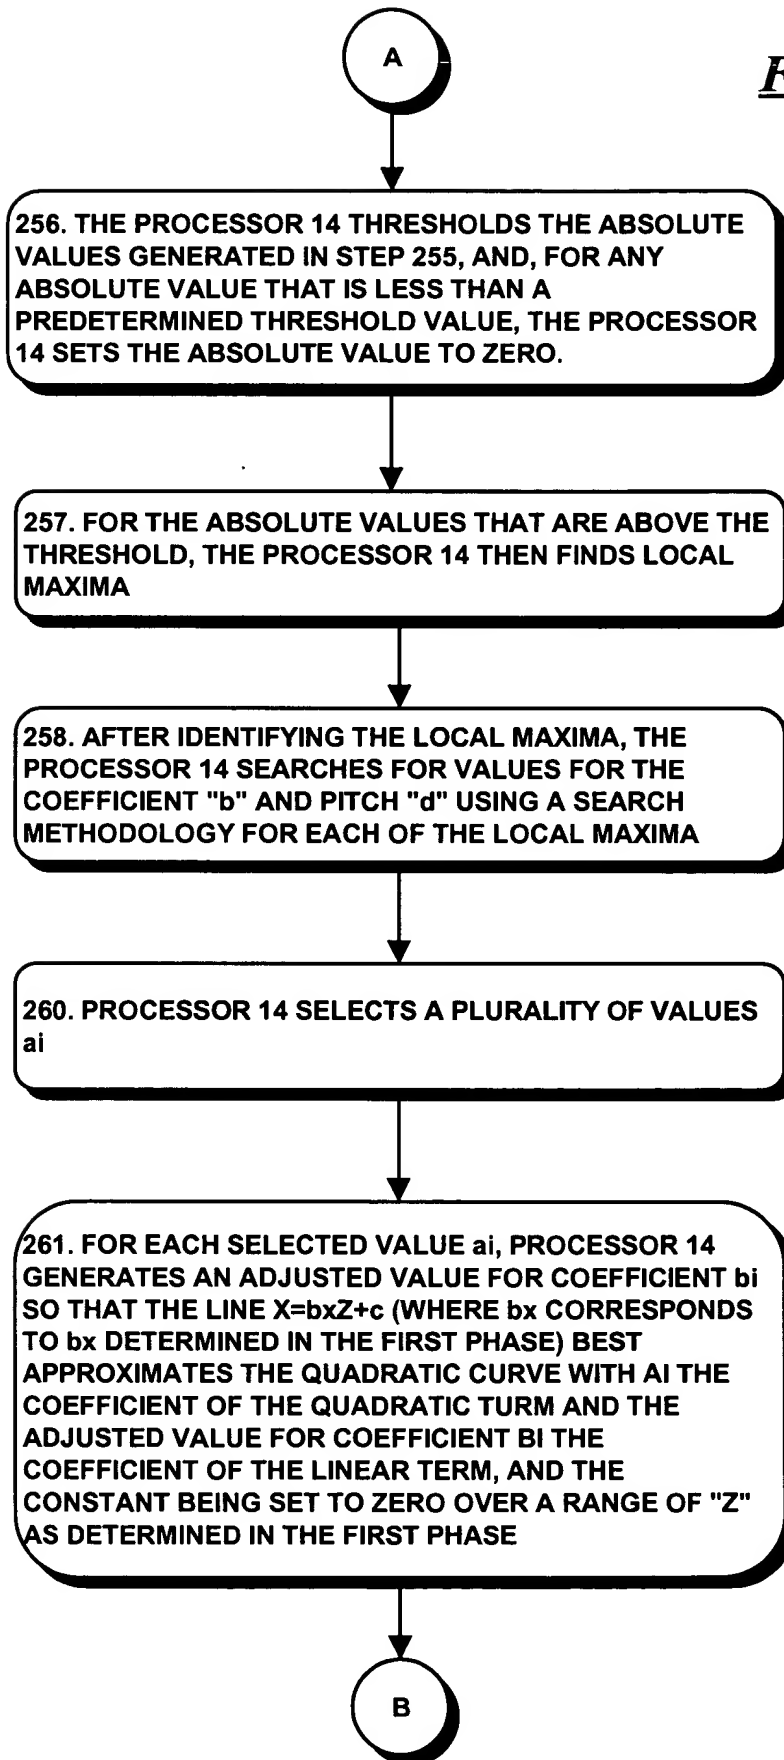 A
F
256. THE PROCESSOR 14 THRESHOLDS THE ABSOLUTE
VALUES GENERATED IN STEP 255, AND, FOR ANY
ABSOLUTE VALUE THAT IS LESS THAN A
PREDETERMINED THRESHOLD VALUE, THE PROCESSOR
14 SETS THE ABSOLUTE VALUE TO ZERO.
257. FOR THE ABSOLUTE VALUES THAT ARE ABOVE THE
THRESHOLD, THE PROCESSOR 14 THEN FINDS LOCAL
MAXIMA
258. AFTER IDENTIFYING THE LOCAL MAXIMA, THE
PROCESSOR 14 SEARCHES FOR VALUES FOR THE
COEFFICIENT "b" AND PITCH "d" USING A SEARCH
METHODOLOGY FOR EACH OF THE LOCAL MAXIMA
260. PROCESSOR 14 SELECTS A PLURALITY OF VALUES
ai
261. FOR EACH SELECTED VALUE ai, PROCESSOR 14
GENERATES AN ADJUSTED VALUE FOR COEFFICIENT bi
SO THAT THE LINE X=bxZ+c (WHERE bx CORRESPONDS
TO bx DETERMINED IN THE FIRST PHASE) BEST
APPROXIMATES THE QUADRATIC CURVE WITH AI THE
COEFFICIENT OF THE QUADRATIC TURM AND THE
ADJUSTED VALUE FOR COEFFICIENT BI THE
COEFFICIENT OF THE LINEAR TERM, AND THE
CONSTANT BEING SET TO ZERO OVER A RANGE OF "Z"
AS DETERMINED IN THE FIRST PHASE
B